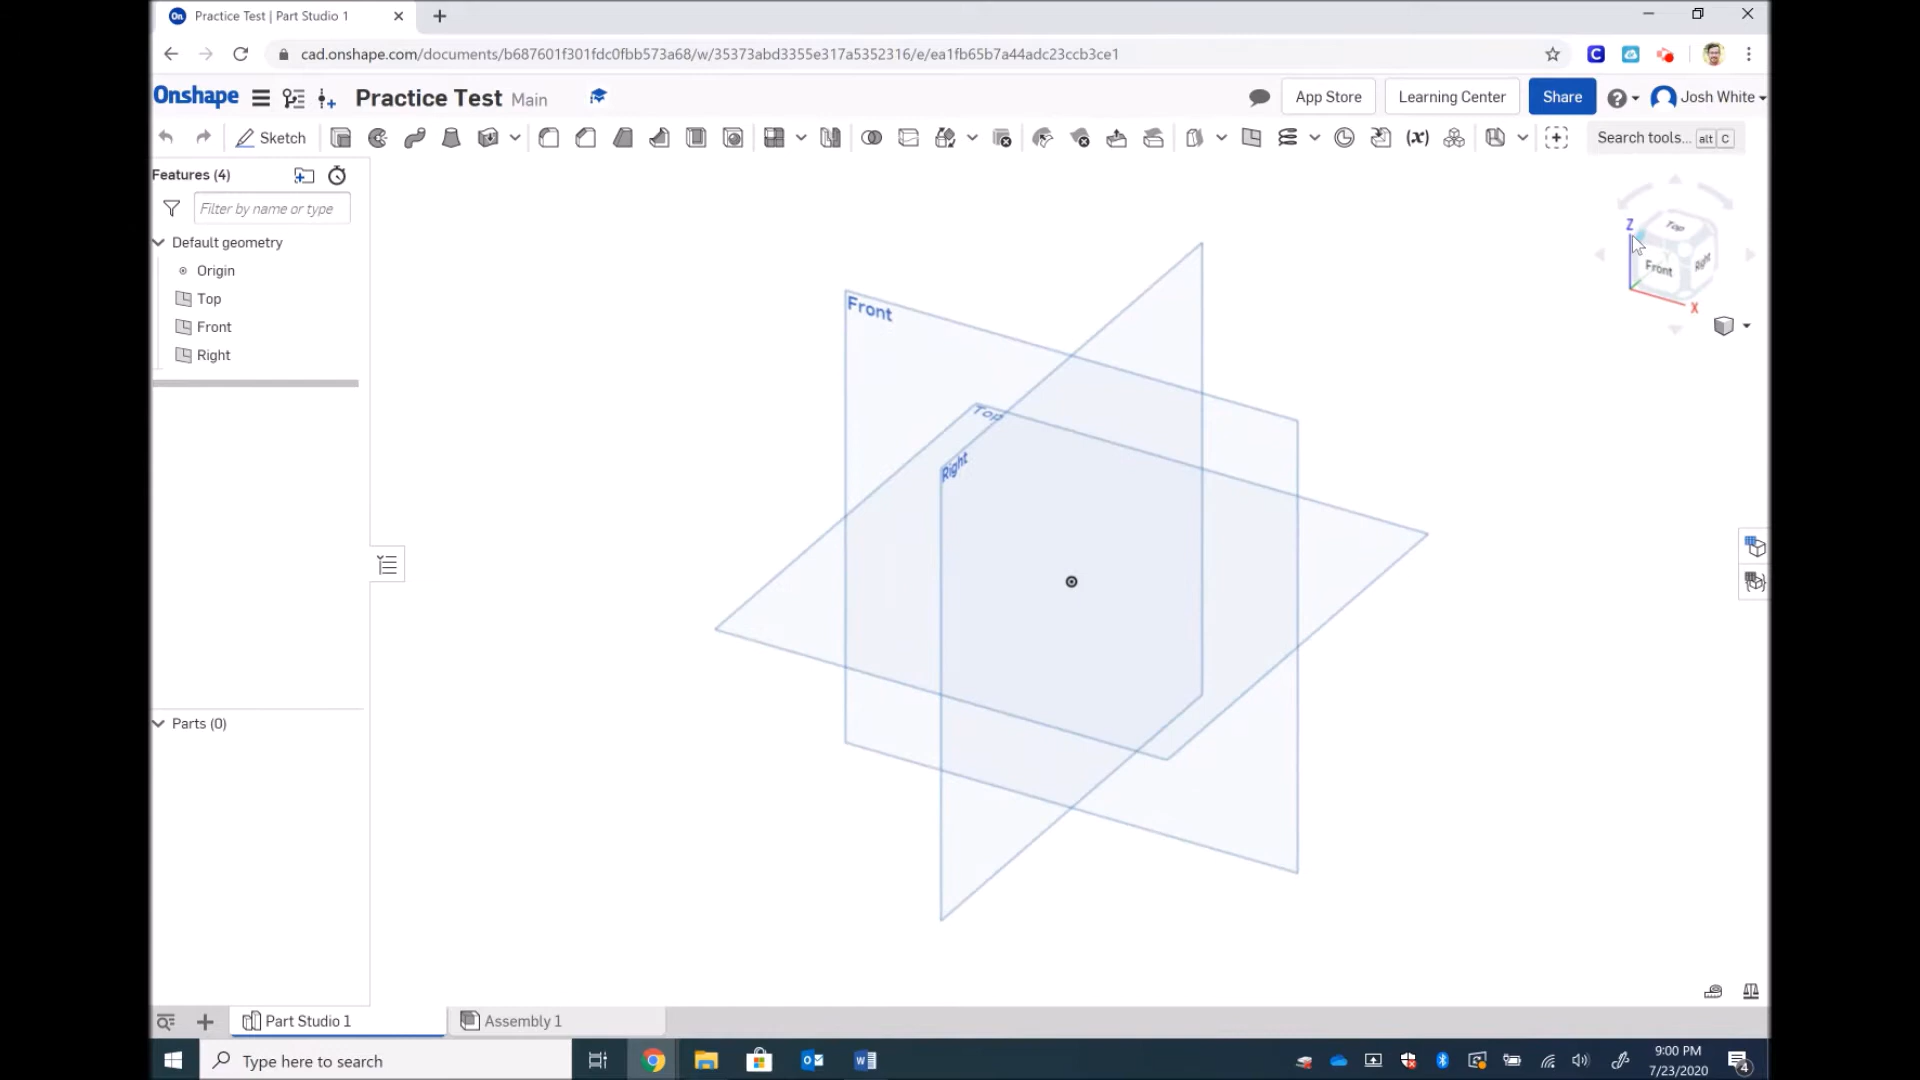 Practice Test | Part Studio 1
cad.onshape.com/documents/b687601f301fdc0fbb573a68/w/35373abd3355e317a5352316/e/ea1fb65b7a44adc23ccb3ce1
Onshape Practice Test Main App Store Learning Center Share Josh White
Sketch (x) Search tools... alt C
Features (4)
Filter by name or type
Default geometry
Origin
Top
Front
Right
Parts (0)
Front
Top
Right
Z
Top
Front
Right
X
Part Studio 1
Assembly 1
Type here to search
9:00 PM
7/23/2020
4